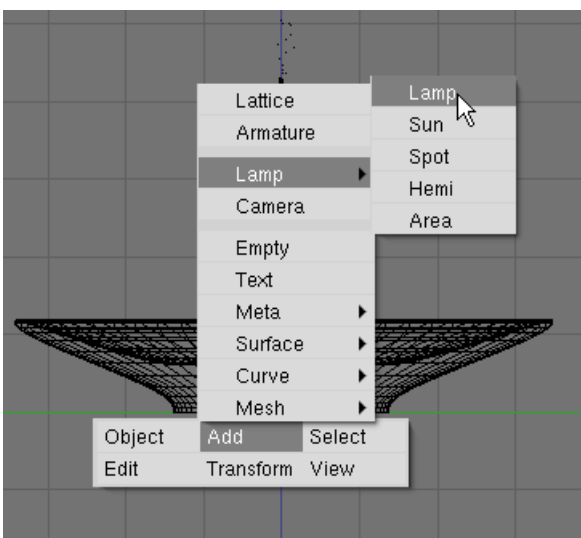 Lattice
Armature
Lamp
Camera
Empty
Text
Meta
Surface
Curve
Mesh
Lamp
Sun
Spot
Hemi
Area
Object Add Select
Edit Transform View